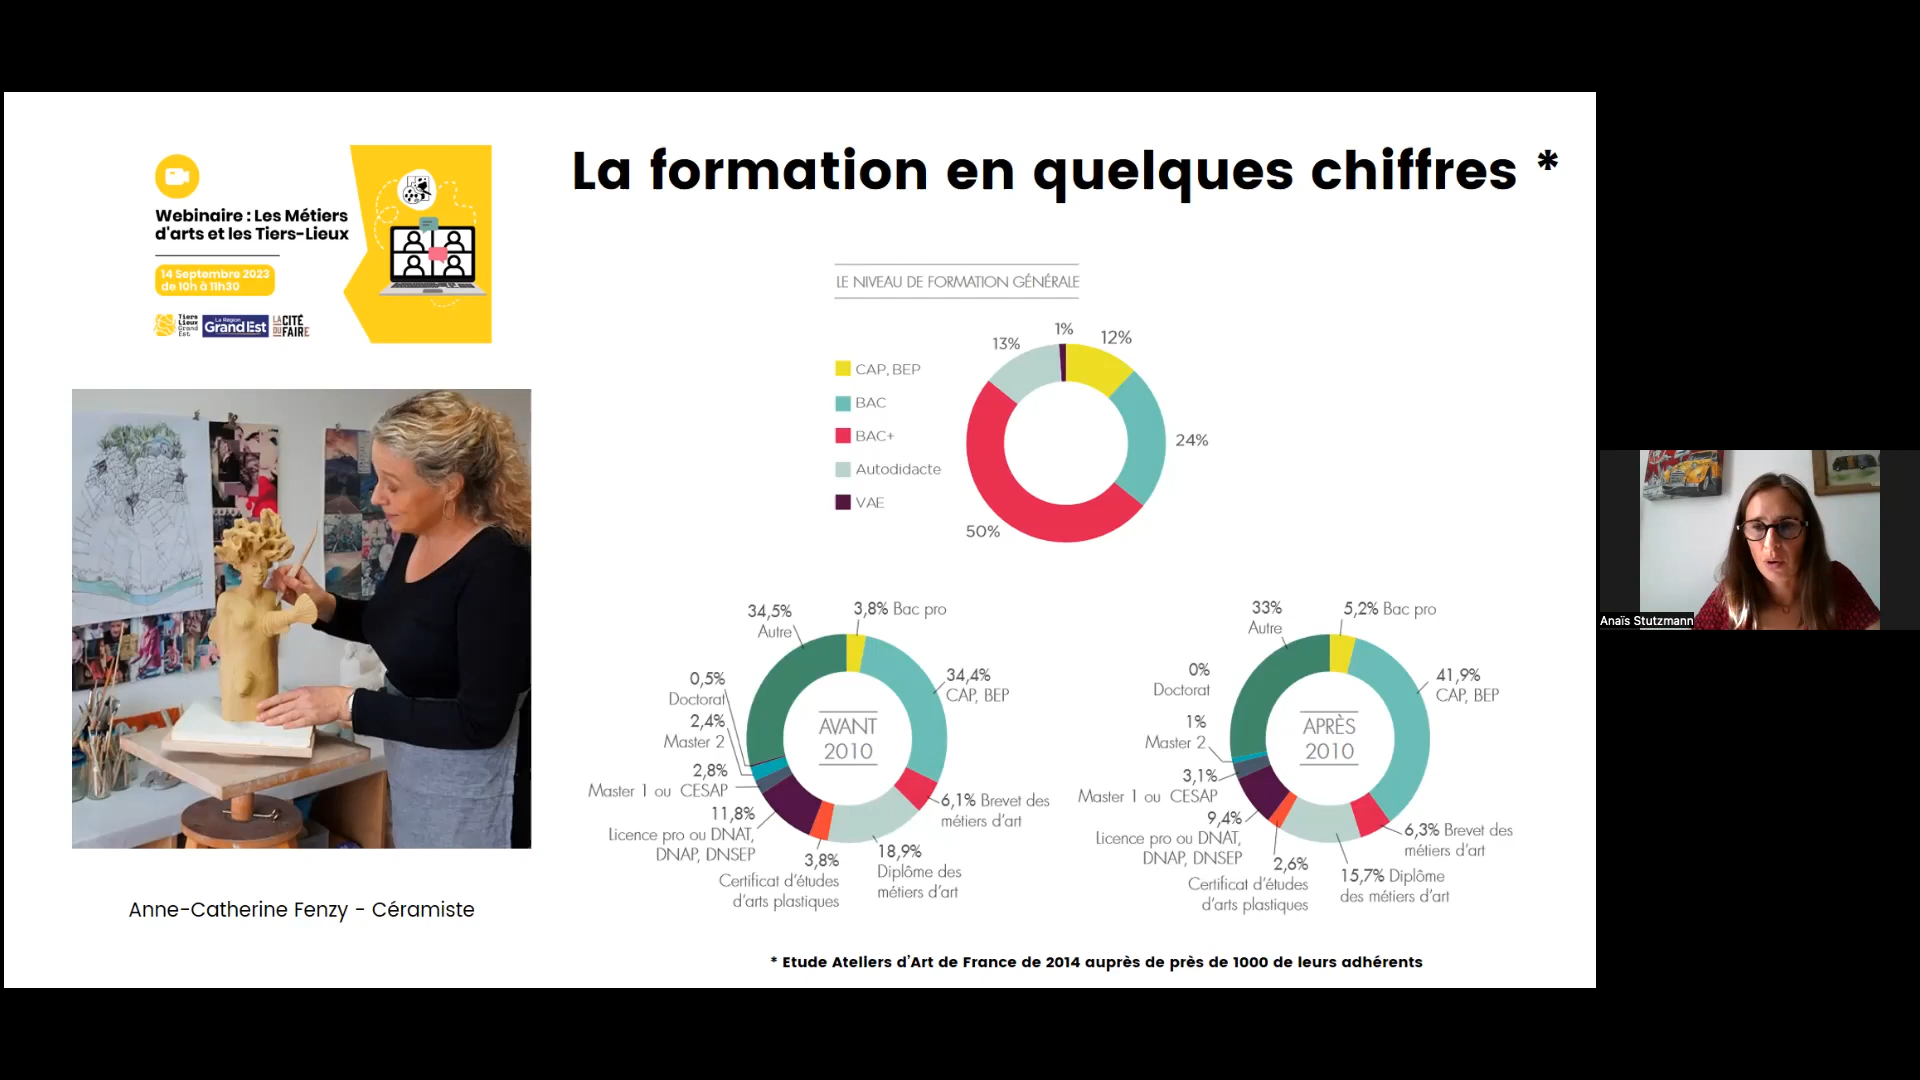 La formation en quelques chiffres *
Webinaire : Les Métiers
d'arts et les Tiers-Lieux
14 Septembre 2023
de 10h à 11h30
Tiers
Lieux
Grand
Est
La Région
Grand Est
LA CITÉ
DU FAIRE
Anne-Catherine Fenzy - Céramiste
LE NIVEAU DE FORMATION GÉNÉRALE
CAP, BEP
BAC
BAC+
Autodidacte
VAE
1%
12%
13%
24%
50%
AVANT
2010
34,5%
Autre
3,8% Bac pro
0,5%
Doctorat
34,4%
CAP, BEP
2,4%
Master 2
2,8%
Master 1 ou CESAP
6,1% Brevet des
métiers d'art
11,8%
Licence pro ou DNAT,
DNAP, DNSEP
3,8%
Certificat d'études
d'arts plastiques
18,9%
Diplôme des
métiers d'art
APRÈS
2010
33%
Autre
5,2% Bac pro
0%
Doctorat
41,9%
CAP, BEP
1%
Master 2
3,1%
Master 1 ou CESAP
9,4%
Licence pro ou DNAT,
DNAP, DNSEP
6,3% Brevet des
métiers d'art
2,6%
Certificat d'études
d'arts plastiques
15,7% Diplôme
des métiers d'art
* Etude Ateliers d'Art de France de 2014 auprès de près de 1000 de leurs adhérents
Anaïs Stutzmann